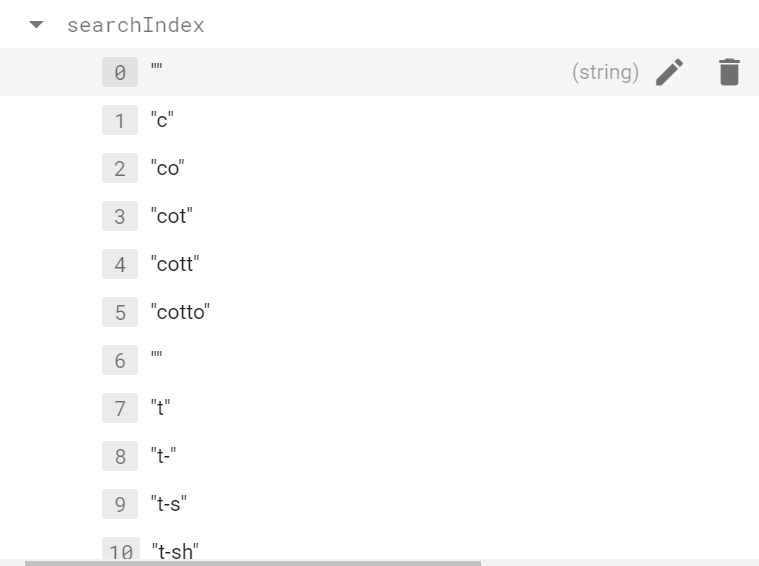 searchIndex
0 "" (string)
1 "c"
2 "co"
3 "cot"
4 "cott"
5 "cotto"
6 ""
7 "t"
8 "t-"
9 "t-s"
10 "t-sh"